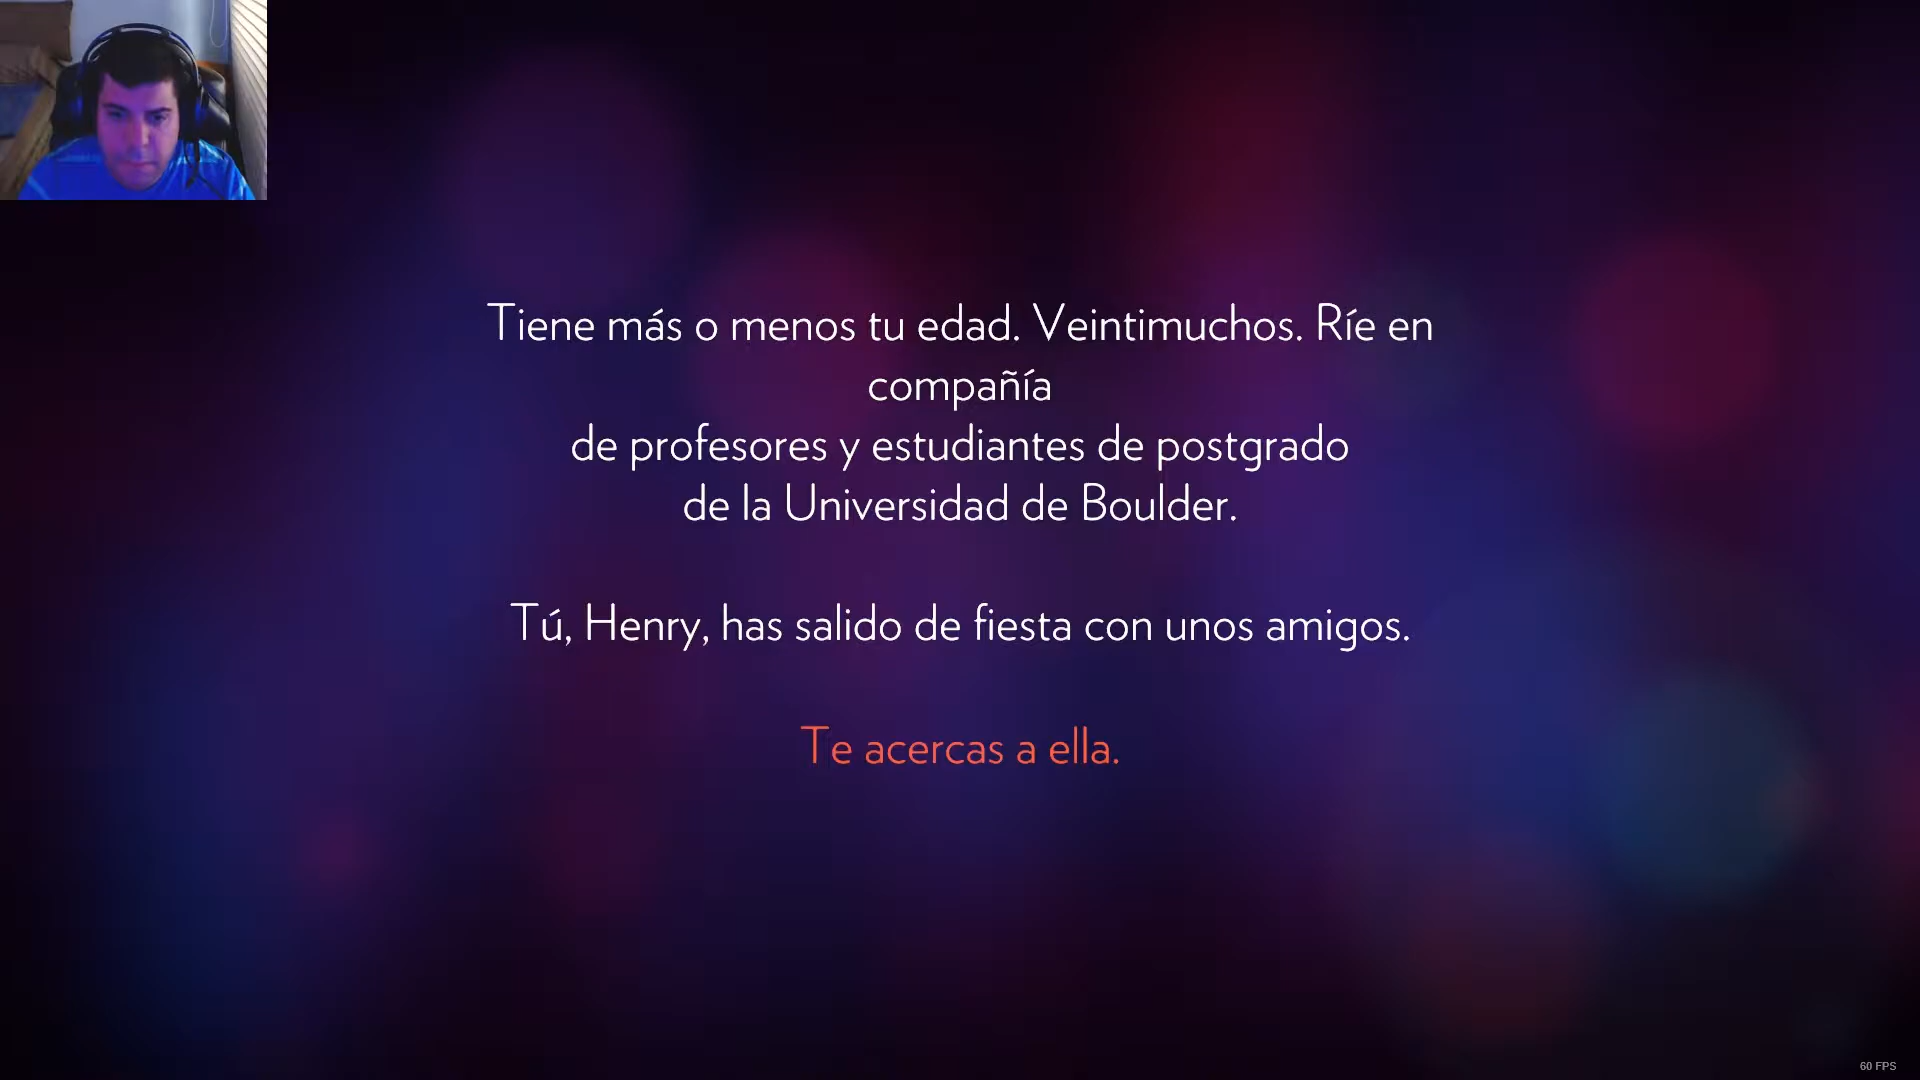 Tiene más o menos tu edad. Veintimuchos. Ríe en
compañía
de profesores y estudiantes de postgrado
de la Universidad de Boulder.
Tú, Henry, has salido de fiesta con unos amigos.
Te acercas a ella.
60 FPS